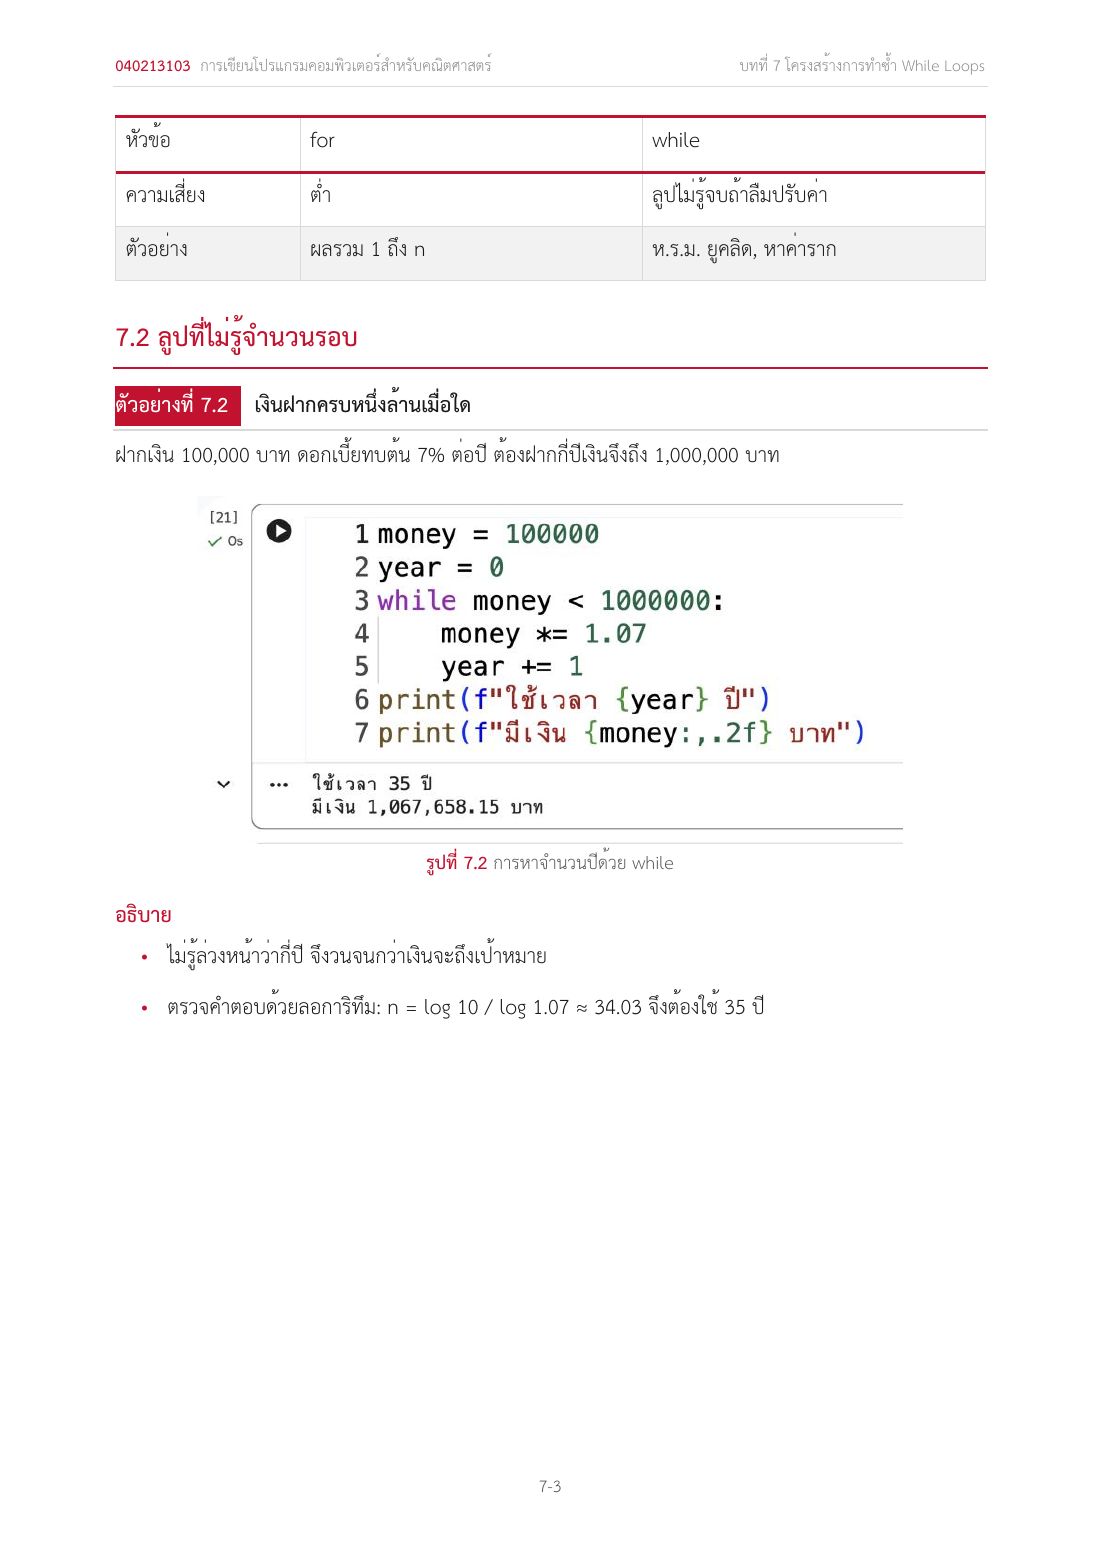 040213103 การเขียนโปรแกรมคอมพิวเตอร์สำหรับคณิตศาสตร์ บทที่ 7 โครงสร้างการทำซ้ำ While Loops
หัวข้อ for while
ความเสี่ยง ต่ำ ลูปไม่รู้จบถ้าลืมปรับค่า
ตัวอย่าง ผลรวม 1 ถึง n ห.ร.ม. ยูคลิด, หาค่าราก
7.2 ลูปที่ไม่รู้จำนวนรอบ
ตัวอย่างที่ 7.2 เงินฝากครบหนึ่งล้านเมื่อใด
ฝากเงิน 100,000 บาท ดอกเบี้ยทบต้น 7% ต่อปี ต้องฝากกี่ปีเงินจึงถึง 1,000,000 บาท
[21]
0s
1 money = 100000
2 year = 0
3 while money < 1000000:
4     money *= 1.07
5     year += 1
6 print(f"ใช้เวลา {year} ปี")
7 print(f"มีเงิน {money:,.2f} บาท")
... ใช้เวลา 35 ปี
มีเงิน 1,067,658.15 บาท
รูปที่ 7.2 การหาจำนวนปีด้วย while
อธิบาย
• ไม่รู้ล่วงหน้าว่ากี่ปี จึงวนจนกว่าเงินจะถึงเป้าหมาย
• ตรวจคำตอบด้วยลอการิทึม: n = log 10 / log 1.07 ≈ 34.03 จึงต้องใช้ 35 ปี
7-3